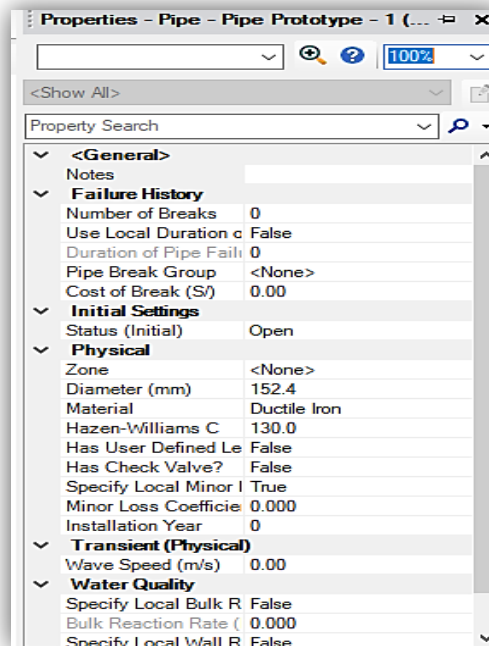 Properties - Pipe - Pipe Prototype - 1 (...
100%
<Show All>
Property Search
<General>
Notes
Failure History
Number of Breaks 0
Use Local Duration o False
Duration of Pipe Failu 0
Pipe Break Group <None>
Cost of Break (S/) 0.00
Initial Settings
Status (Initial) Open
Physical
Zone <None>
Diameter (mm) 152.4
Material Ductile Iron
Hazen-Williams C 130.0
Has User Defined Le False
Has Check Valve? False
Specify Local Minor l True
Minor Loss Coefficie 0.000
Installation Year 0
Transient (Physical)
Wave Speed (m/s) 0.00
Water Quality
Specify Local Bulk R False
Bulk Reaction Rate ( 0.000
Specify Local Wall R False